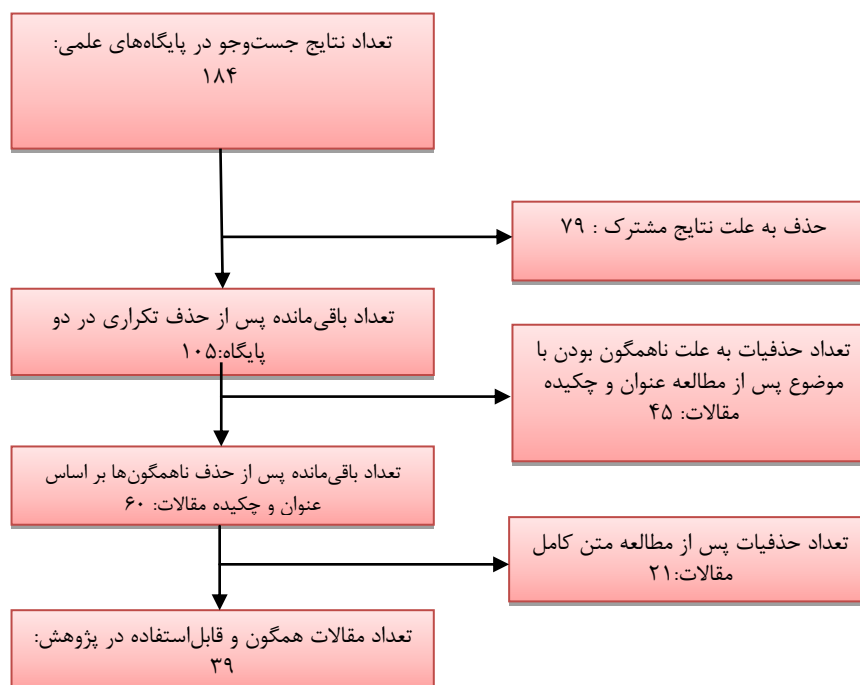 تعداد نتایج جست‌وجو در پایگاه‌های علمی:
۱۸۴
حذف به علت نتایج مشترک : ۷۹
تعداد باقی‌مانده پس از حذف تکراری در دو
پایگاه:۱۰۵
تعداد حذفیات به علت ناهمگون بودن با
موضوع پس از مطالعه عنوان و چکیده
مقالات: ۴۵
تعداد باقی‌مانده پس از حذف ناهمگون‌ها بر اساس
عنوان و چکیده مقالات: ۶۰
تعداد حذفیات پس از مطالعه متن کامل
مقالات:۲۱
تعداد مقالات همگون و قابل‌استفاده در پژوهش:
۳۹